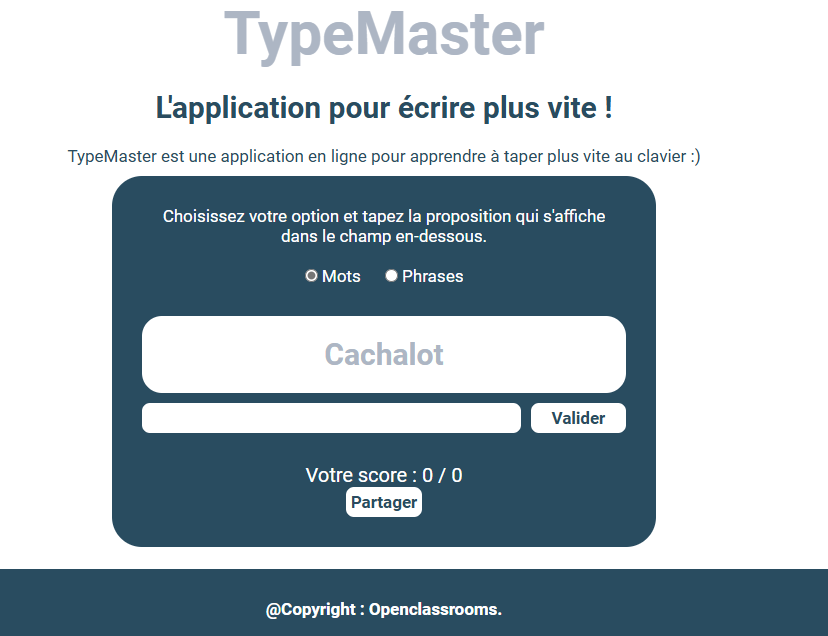 TypeMaster
L'application pour écrire plus vite !
TypeMaster est une application en ligne pour apprendre à taper plus vite au clavier :)
Choisissez votre option et tapez la proposition qui s'affiche
dans le champ en-dessous.
Mots Phrases
Cachalot
Valider
Votre score : 0 / 0
Partager
@Copyright : Openclassrooms.